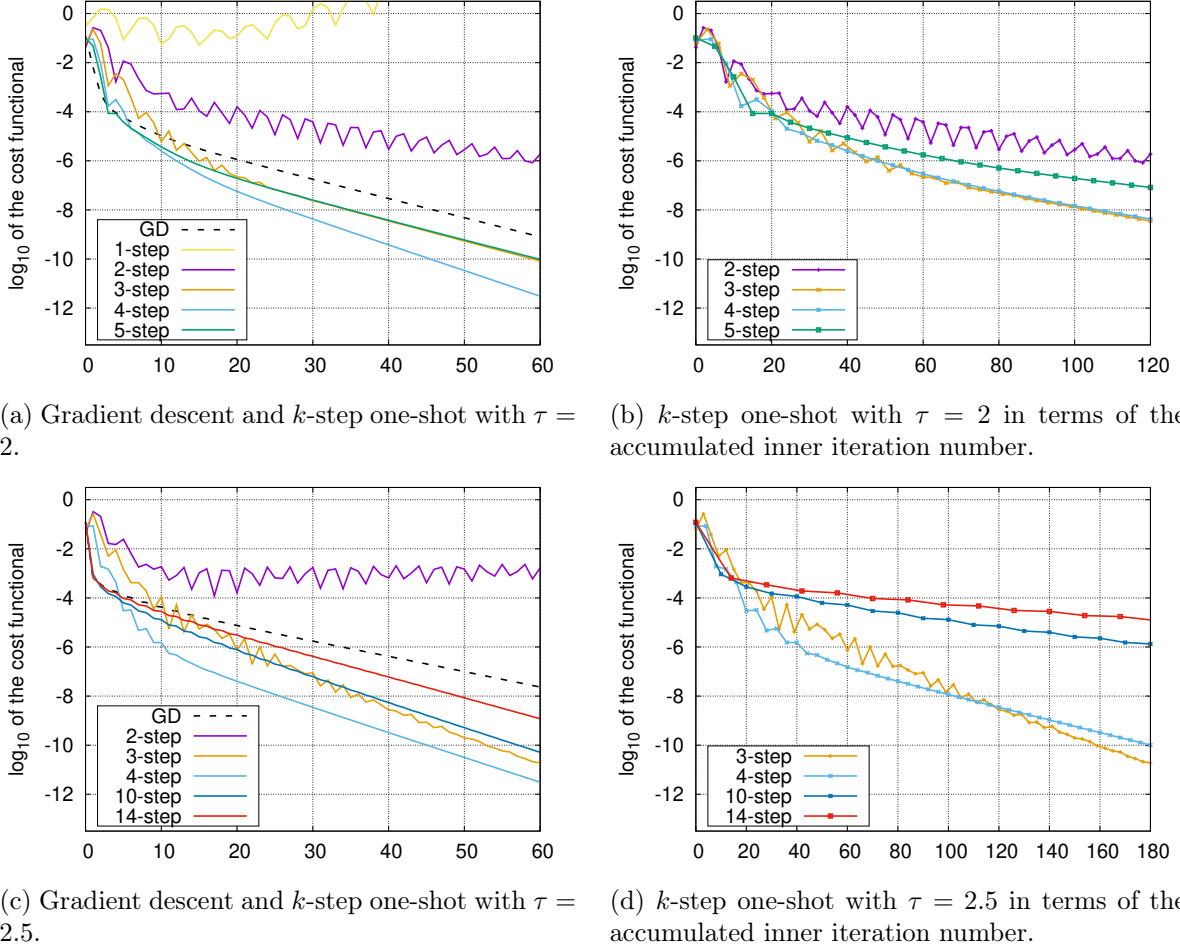 0
-2
-4
-6
-8
-10
-12
log10 of the cost functional
GD
1-step
2-step
3-step
4-step
5-step
0 10 20 30 40 50 60
(a) Gradient descent and k-step one-shot with τ =
2.
0
-2
-4
-6
-8
-10
-12
log10 of the cost functional
2-step
3-step
4-step
5-step
0 20 40 60 80 100 120
(b) k-step one-shot with τ = 2 in terms of the
accumulated inner iteration number.
0
-2
-4
-6
-8
-10
-12
log10 of the cost functional
GD
2-step
3-step
4-step
10-step
14-step
0 10 20 30 40 50 60
(c) Gradient descent and k-step one-shot with τ =
2.5.
0
-2
-4
-6
-8
-10
-12
log10 of the cost functional
3-step
4-step
10-step
14-step
0 20 40 60 80 100 120 140 160 180
(d) k-step one-shot with τ = 2.5 in terms of the
accumulated inner iteration number.